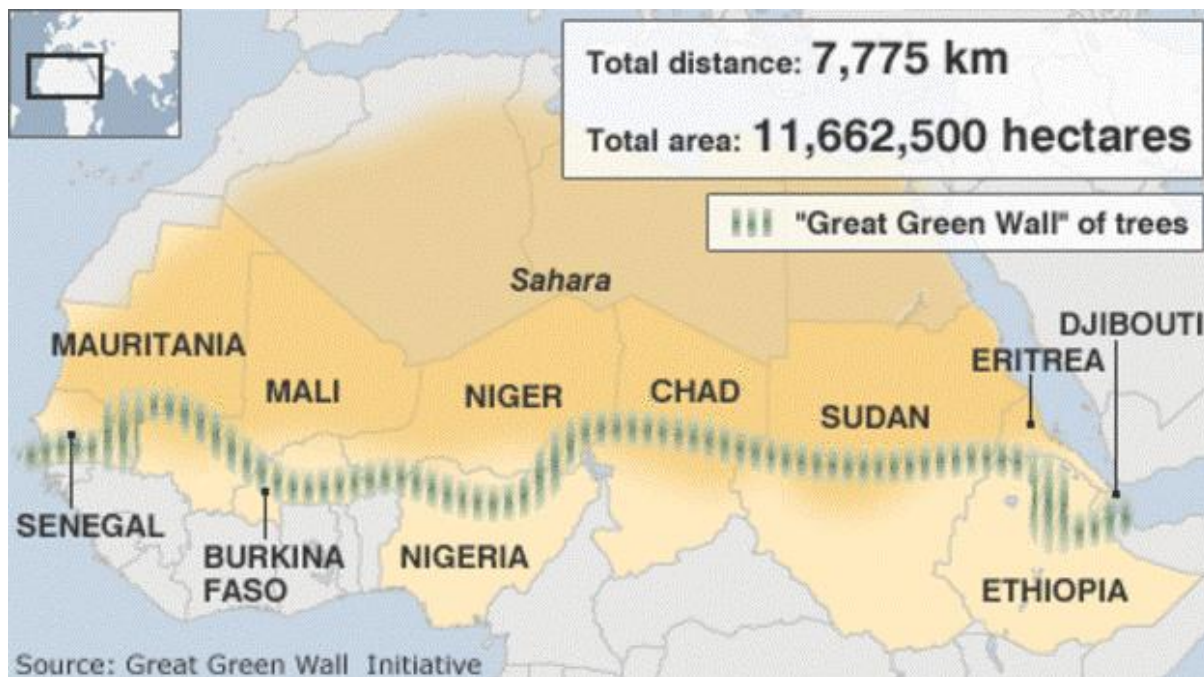 Total distance: 7,775 km
Total area: 11,662,500 hectares
"Great Green Wall" of trees
Sahara
DJIBOUTI
MAURITANIA
ERITREA
MALI
NIGER
CHAD
SUDAN
SENEGAL
BURKINA
FASO
NIGERIA
ETHIOPIA
Source: Great Green Wall Initiative